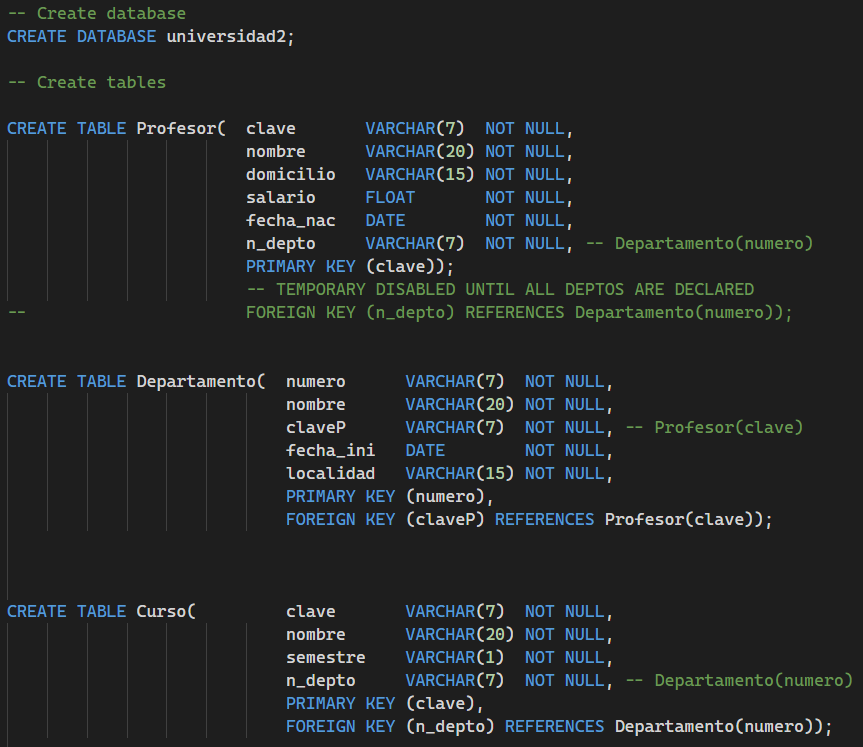 -- Create database
CREATE DATABASE universidad2;
-- Create tables
CREATE TABLE Profesor(  clave       VARCHAR(7)  NOT NULL,
nombre      VARCHAR(20) NOT NULL,
domicilio   VARCHAR(15) NOT NULL,
salario     FLOAT       NOT NULL,
fecha_nac   DATE        NOT NULL,
n_depto     VARCHAR(7)  NOT NULL, -- Departamento(numero)
PRIMARY KEY (clave));
-- TEMPORARY DISABLED UNTIL ALL DEPTOS ARE DECLARED
--                      FOREIGN KEY (n_depto) REFERENCES Departamento(numero));
CREATE TABLE Departamento(  numero      VARCHAR(7)  NOT NULL,
nombre      VARCHAR(20) NOT NULL,
claveP      VARCHAR(7)  NOT NULL, -- Profesor(clave)
fecha_ini   DATE        NOT NULL,
localidad   VARCHAR(15) NOT NULL,
PRIMARY KEY (numero),
FOREIGN KEY (claveP) REFERENCES Profesor(clave));
CREATE TABLE Curso(         clave       VARCHAR(7)  NOT NULL,
nombre      VARCHAR(20) NOT NULL,
semestre    VARCHAR(1)  NOT NULL,
n_depto     VARCHAR(7)  NOT NULL, -- Departamento(numero)
PRIMARY KEY (clave),
FOREIGN KEY (n_depto) REFERENCES Departamento(numero));